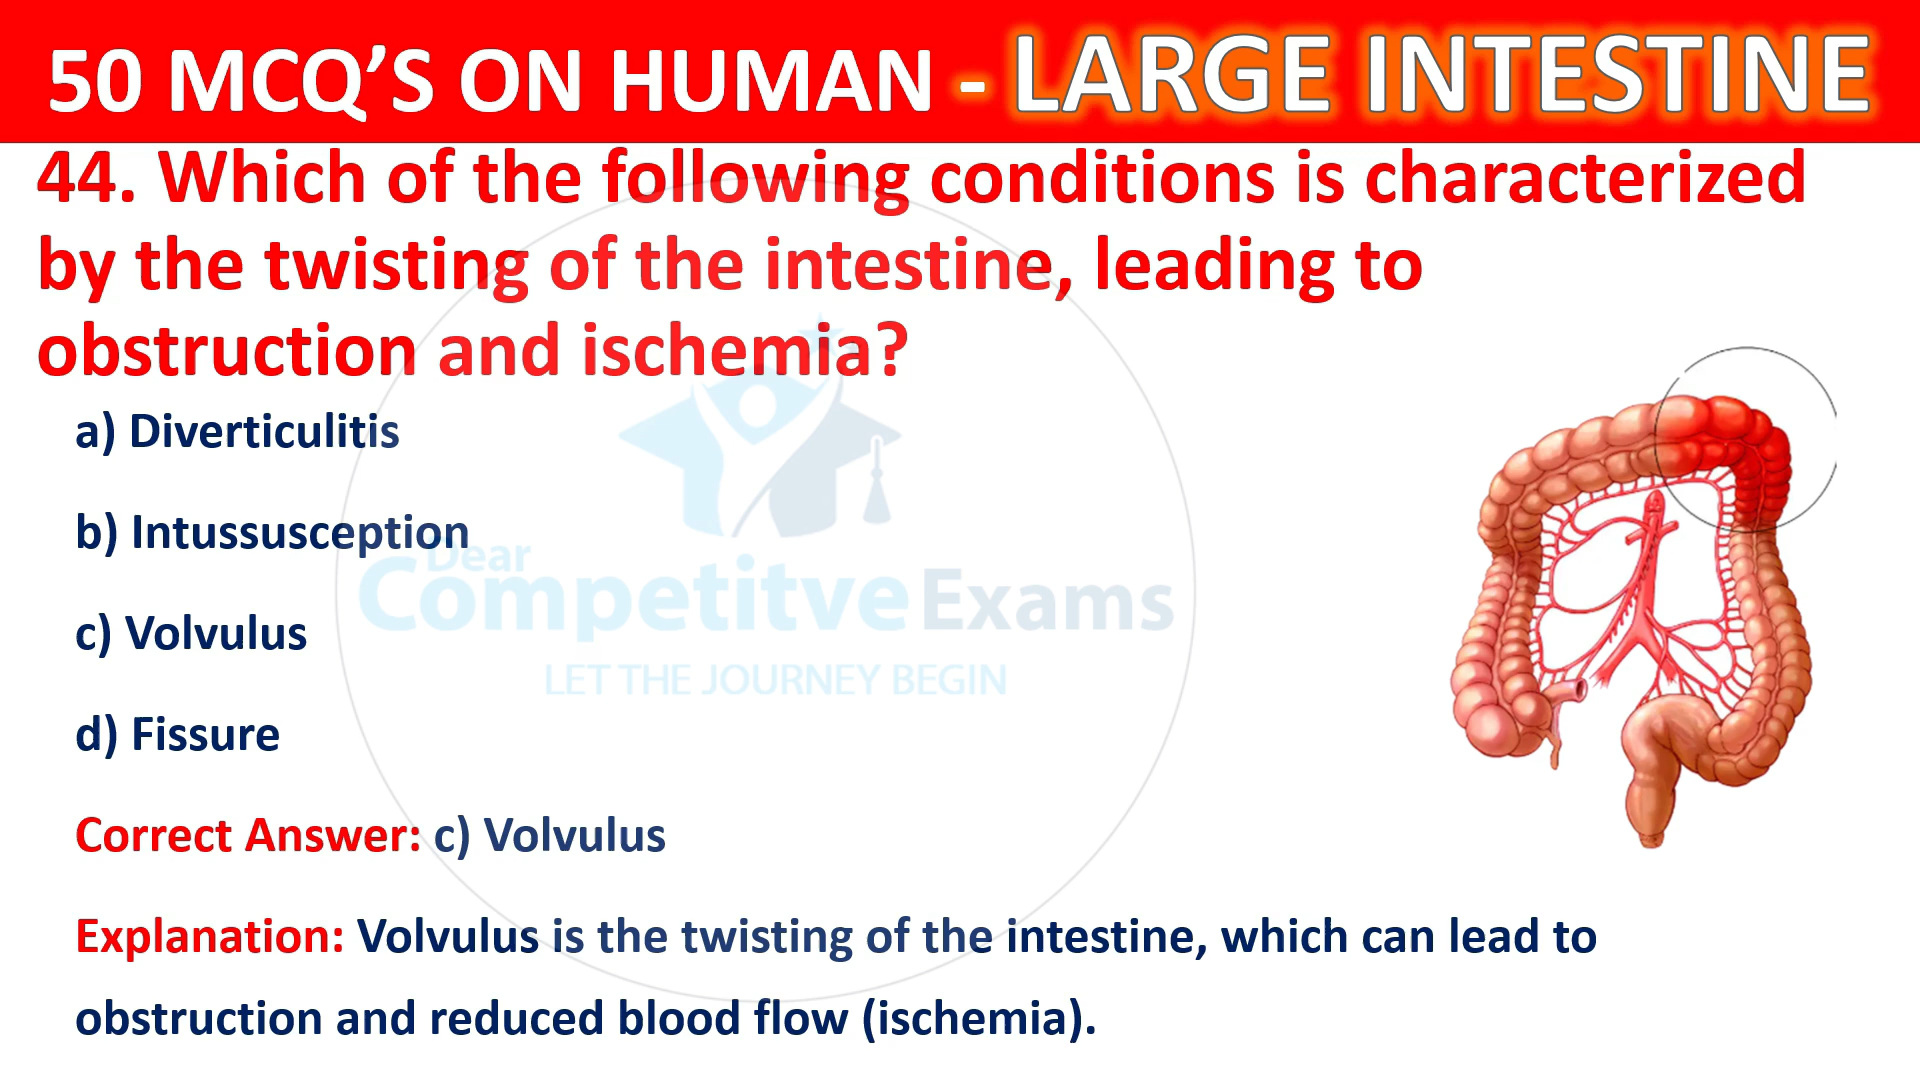 50 MCQ’S ON HUMAN - LARGE INTESTINE
44. Which of the following conditions is characterized
by the twisting of the intestine, leading to
obstruction and ischemia?
a) Diverticulitis
b) Intussusception
Dear
Competitve Exams
c) Volvulus
LET THE JOURNEY BEGIN
d) Fissure
Correct Answer: c) Volvulus
Explanation: Volvulus is the twisting of the intestine, which can lead to
obstruction and reduced blood flow (ischemia).